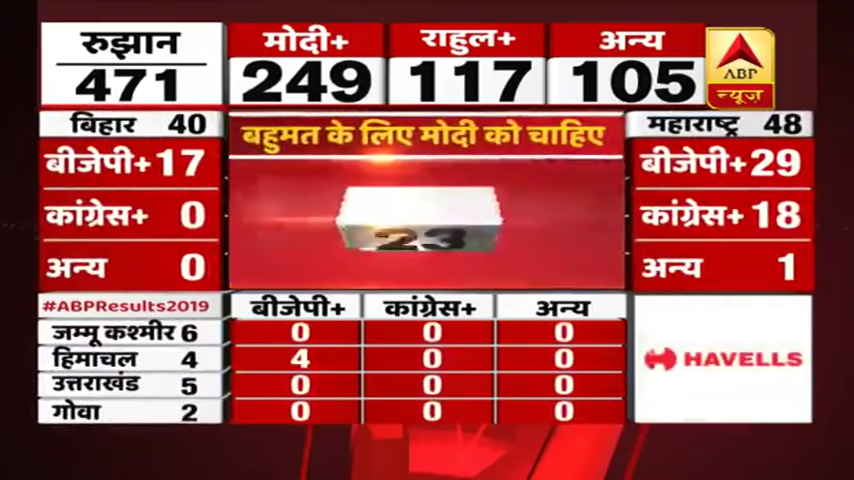 रुझान
471
मोदी+
249
राहुल+
117
अन्य
105
ABP
न्यूज़
बिहार 40
बीजेपी+ 17
कांग्रेस+ 0
अन्य 0
बहुमत के लिए मोदी को चाहिए
23
महाराष्ट्र 48
बीजेपी+ 29
कांग्रेस+ 18
अन्य 1
#ABPResults2019 बीजेपी+ कांग्रेस+ अन्य
जम्मू कश्मीर 6 0 0 0
हिमाचल 4 4 0 0
उत्तराखंड 5 0 0 0
गोवा 2 0 0 0
HAVELLS